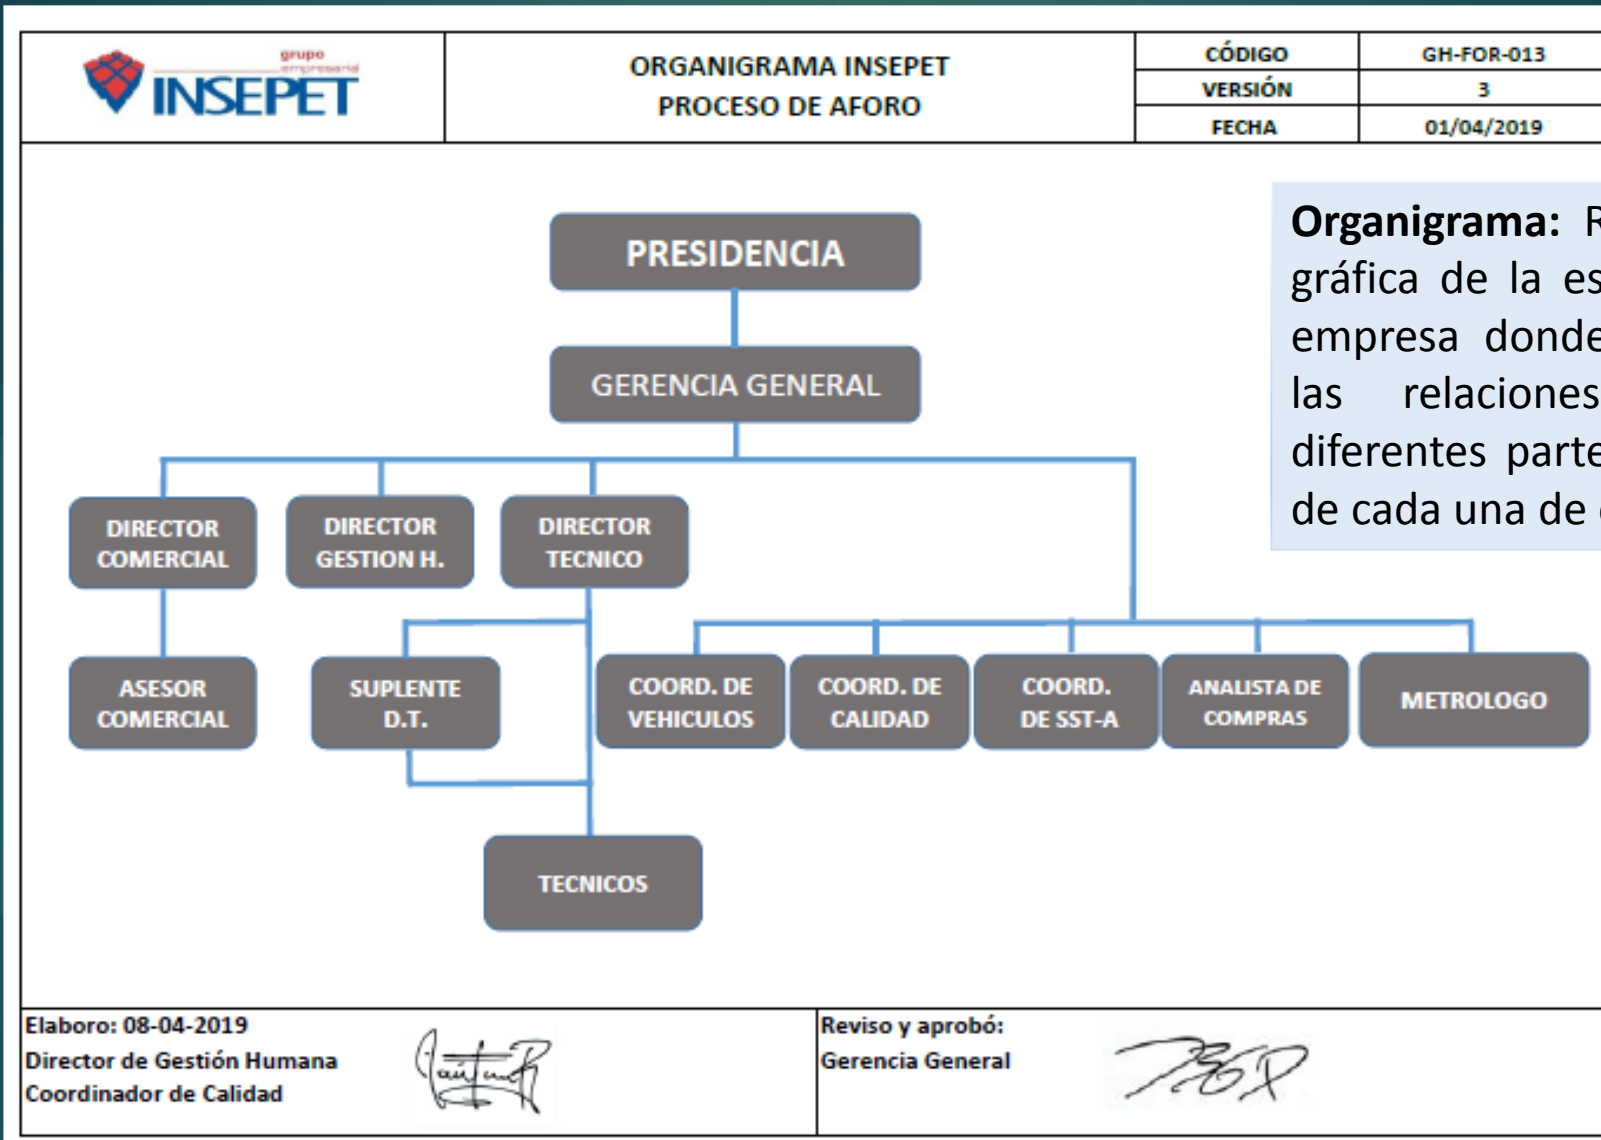 grupo
empresarial
INSEPET
ORGANIGRAMA INSEPET
PROCESO DE AFORO
CÓDIGO GH-FOR-013
VERSIÓN 3
FECHA 01/04/2019
Organigrama: R
gráfica de la es
empresa donde
las relaciones
diferentes parte
de cada una de
PRESIDENCIA
GERENCIA GENERAL
DIRECTOR
COMERCIAL
DIRECTOR
GESTION H.
DIRECTOR
TECNICO
ASESOR
COMERCIAL
SUPLENTE
D.T.
COORD. DE
VEHICULOS
COORD. DE
CALIDAD
COORD.
DE SST-A
ANALISTA DE
COMPRAS
METROLOGO
TECNICOS
Elaboro: 08-04-2019
Director de Gestión Humana
Coordinador de Calidad
Reviso y aprobó:
Gerencia General